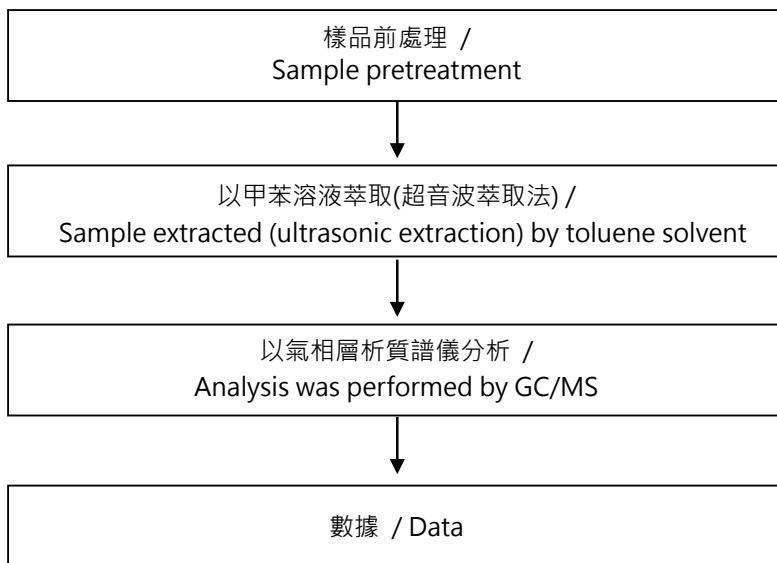 樣品前處理 /
Sample pretreatment
以甲苯溶液萃取(超音波萃取法) /
Sample extracted (ultrasonic extraction) by toluene solvent
以氣相層析質譜儀分析 /
Analysis was performed by GC/MS
數據 / Data